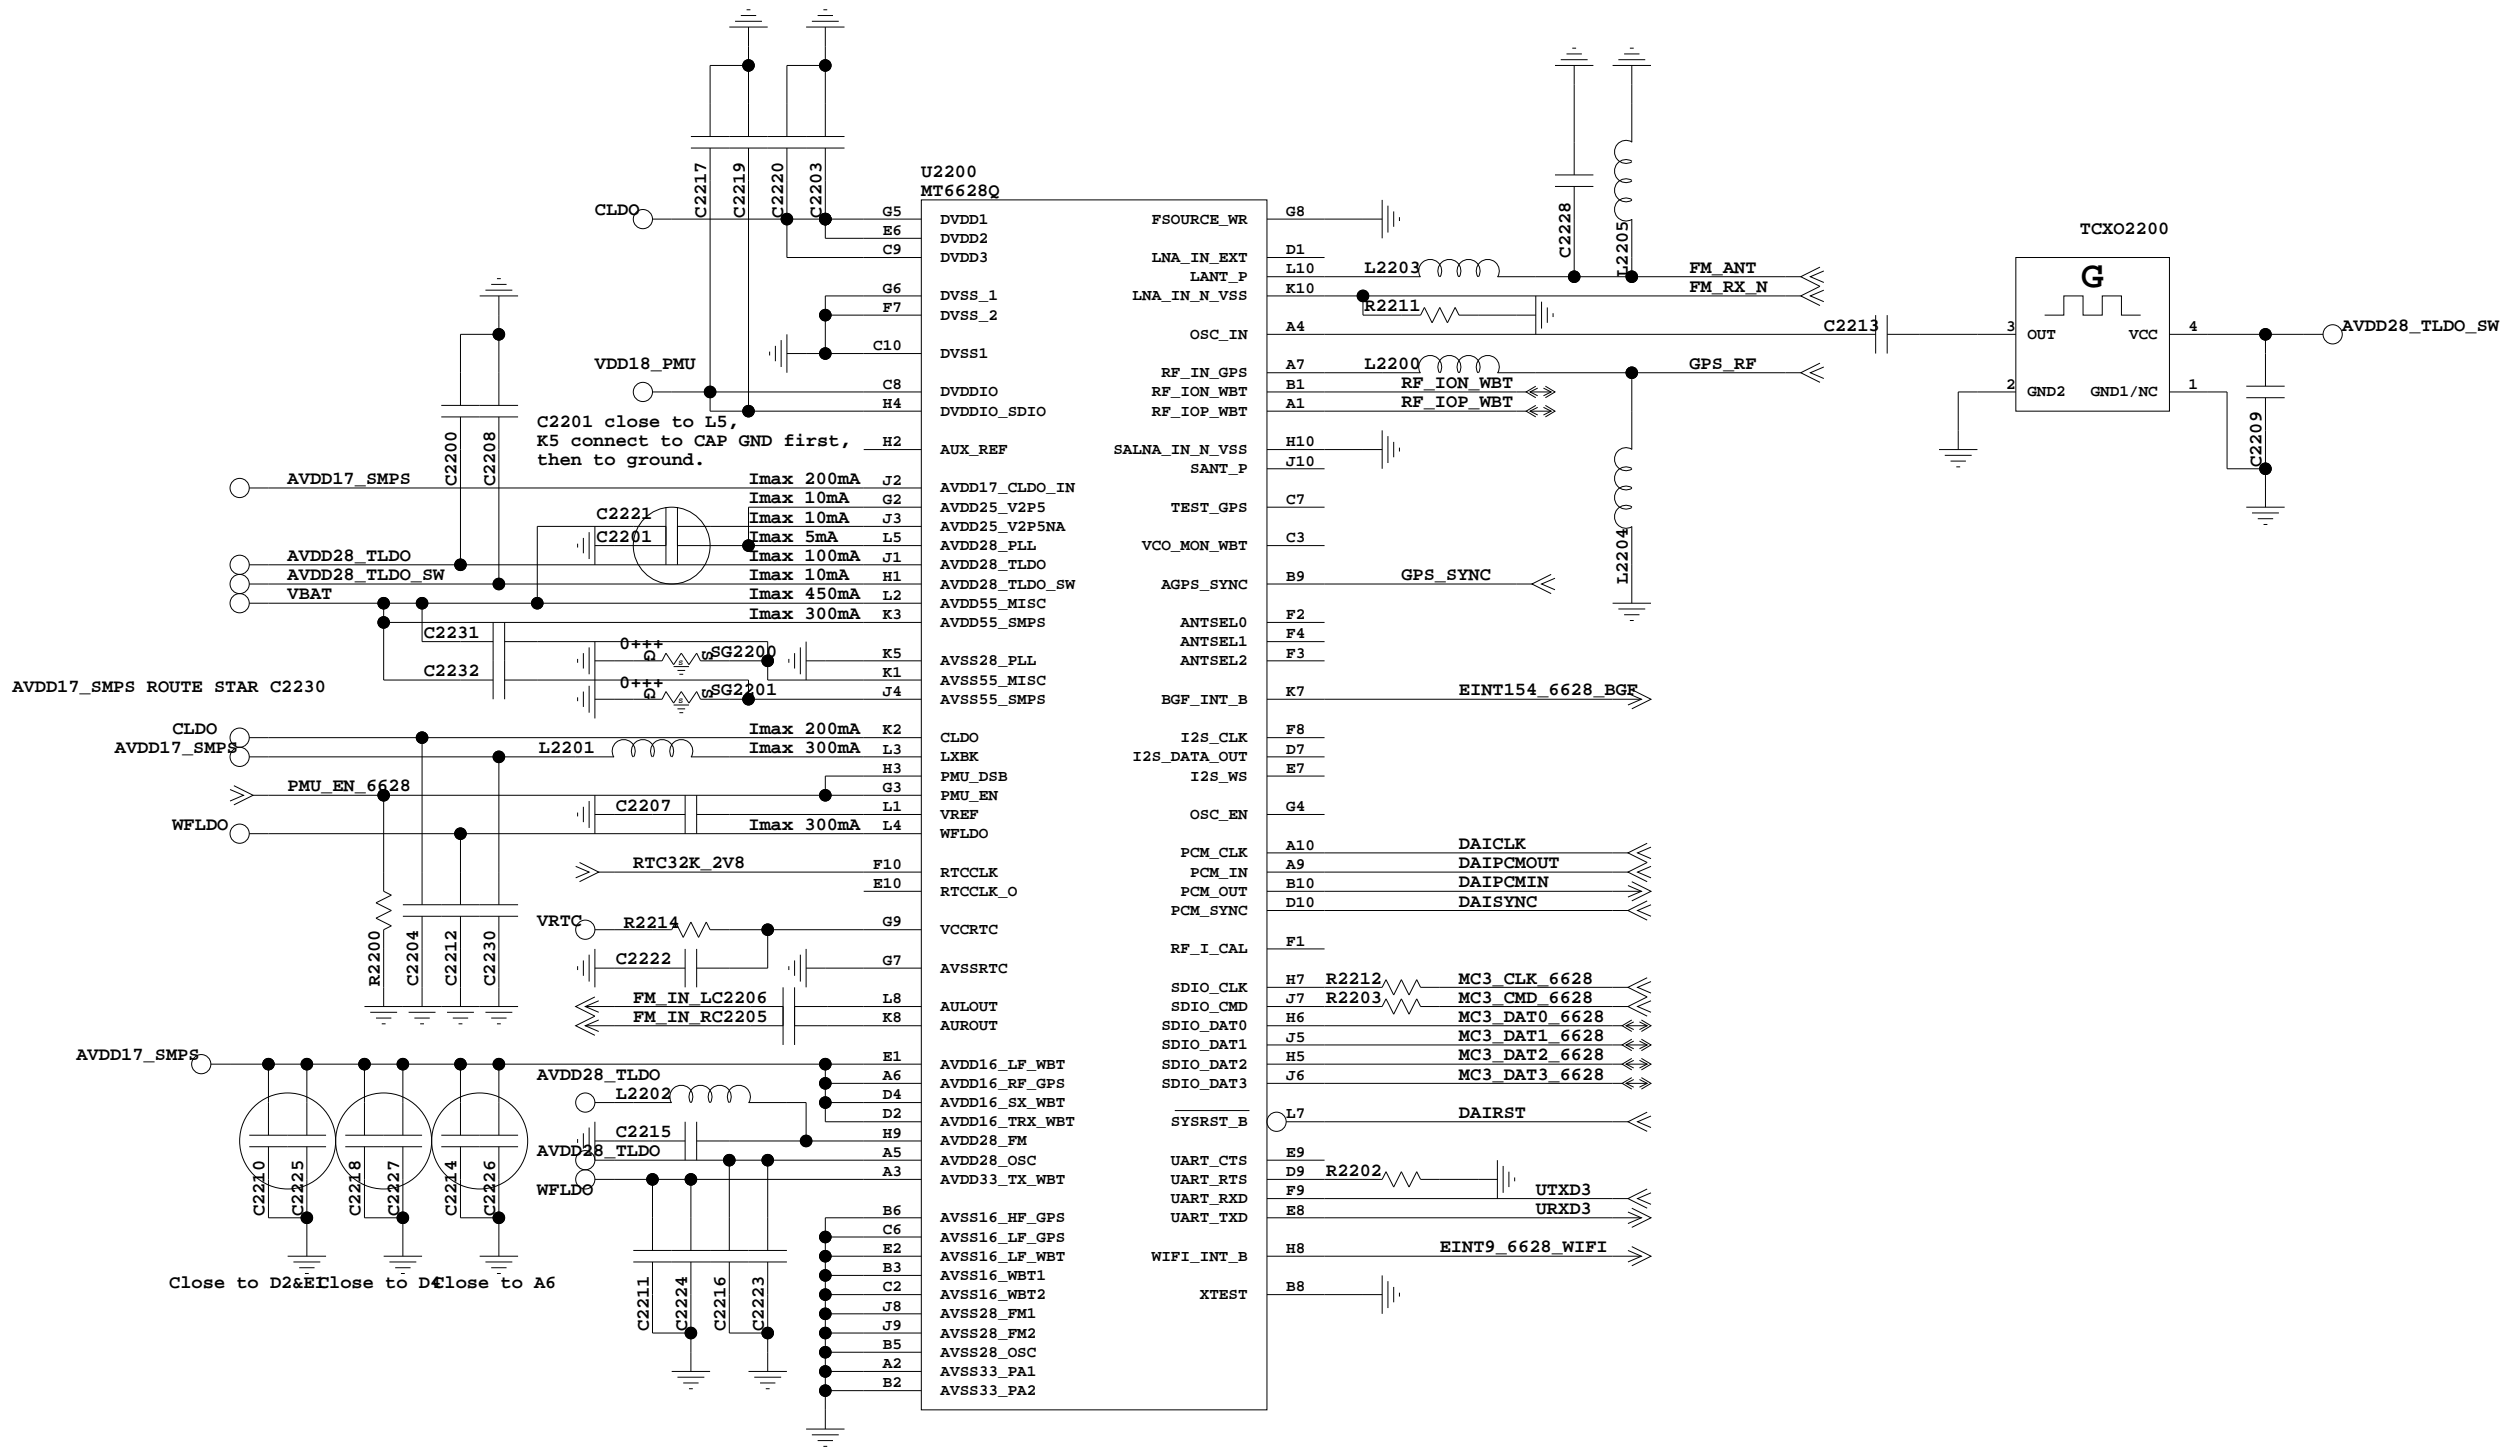 U2200
MT6628Q
C2217
C2219
C2220
C2203
CLDO
G5
E6
C9
G6
F7
C10
VDD18_PMU
C8
H4
C2200
C2208
C2201 close to L5,
K5 connect to CAP GND first,
then to ground.
H2
AVDD17_SMPS
Imax 200mA
J2
Imax 10mA
G2
C2221
Imax 10mA
J3
C2201
Imax 5mA
L5
AVDD28_TLDO
Imax 100mA
J1
AVDD28_TLDO_SW
Imax 10mA
H1
VBAT
Imax 450mA
L2
Imax 300mA
K3
C2231
0+++
G
S
s
SG2200
K5
C2232
K1
0+++
G
S
s
SG2201
J4
AVDD17_SMPS ROUTE STAR C2230
CLDO
Imax 200mA
K2
AVDD17_SMPS
L2201
Imax 300mA
L3
H3
PMU_EN_6628
G3
C2207
L1
WFLDO
Imax 300mA
L4
RTC32K_2V8
F10
E10
R2200
C2204
C2212
C2230
VRTC
R2214
G9
C2222
G7
FM_IN_L
C2206
L8
FM_IN_R
C2205
K8
AVDD17_SMPS
E1
AVDD28_TLDO
A6
L2202
D4
D2
C2215
H9
AVDD28_TLDO
A5
WFLDO
A3
C2210
C2225
C2218
C2227
C2214
C2226
Close to D2&E1
Close to D4
Close to A6
C2211
C2224
C2216
C2223
B6
C6
E2
B3
C2
J8
J9
B5
A2
B2
DVDD1
DVDD2
DVDD3
DVSS_1
DVSS_2
DVSS1
DVDDIO
DVDDIO_SDIO
AUX_REF
AVDD17_CLDO_IN
AVDD25_V2P5
AVDD25_V2P5NA
AVDD28_PLL
AVDD28_TLDO
AVDD28_TLDO_SW
AVDD55_MISC
AVDD55_SMPS
AVSS28_PLL
AVSS55_MISC
AVSS55_SMPS
CLDO
LXBK
PMU_DSB
PMU_EN
VREF
WFLDO
RTCCLK
RTCCLK_O
VCCRTC
AVSSRTC
AULOUT
AUROUT
AVDD16_LF_WBT
AVDD16_RF_GPS
AVDD16_SX_WBT
AVDD16_TRX_WBT
AVDD28_FM
AVDD28_OSC
AVDD33_TX_WBT
AVSS16_HF_GPS
AVSS16_LF_GPS
AVSS16_LF_WBT
AVSS16_WBT1
AVSS16_WBT2
AVSS28_FM1
AVSS28_FM2
AVSS28_OSC
AVSS33_PA1
AVSS33_PA2
FSOURCE_WR
LNA_IN_EXT
LANT_P
LNA_IN_N_VSS
OSC_IN
RF_IN_GPS
RF_ION_WBT
RF_IOP_WBT
SALNA_IN_N_VSS
SANT_P
TEST_GPS
VCO_MON_WBT
AGPS_SYNC
ANTSEL0
ANTSEL1
ANTSEL2
BGF_INT_B
I2S_CLK
I2S_DATA_OUT
I2S_WS
OSC_EN
PCM_CLK
PCM_IN
PCM_OUT
PCM_SYNC
RF_I_CAL
SDIO_CLK
SDIO_CMD
SDIO_DAT0
SDIO_DAT1
SDIO_DAT2
SDIO_DAT3
SYSRST_B
UART_CTS
UART_RTS
UART_RXD
UART_TXD
WIFI_INT_B
XTEST
G8
D1
L10
L2203
C2228
L2205
FM_ANT
K10
FM_RX_N
R2211
A4
C2213
A7
L2200
GPS_RF
B1
RF_ION_WBT
A1
RF_IOP_WBT
H10
J10
C7
C3
L2204
B9
GPS_SYNC
F2
F4
F3
K7
EINT154_6628_BGF
F8
D7
E7
G4
A10
DAICLK
A9
DAIPCMOUT
B10
DAIPCMIN
D10
DAISYNC
F1
H7
R2212
MC3_CLK_6628
J7
R2203
MC3_CMD_6628
H6
MC3_DAT0_6628
J5
MC3_DAT1_6628
H5
MC3_DAT2_6628
J6
MC3_DAT3_6628
L7
DAIRST
E9
D9
R2202
F9
UTXD3
E8
URXD3
H8
EINT9_6628_WIFI
B8
TCXO2200
G
3
OUT
VCC
4
AVDD28_TLDO_SW
2
GND2
GND1/NC
1
C2209